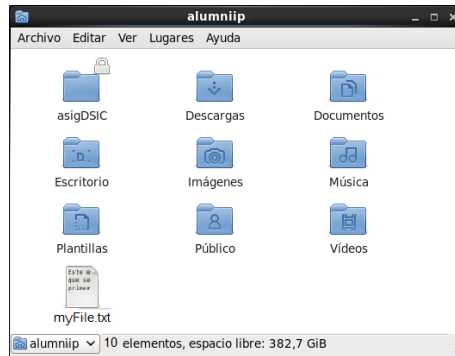 alumniip
Archivo Editar Ver Lugares Ayuda
asigDSIC Descargas Documentos
Escritorio Imágenes Música
Plantillas Público Vídeos
Este e
que se
primer
myFile.txt
alumniip 10 elementos, espacio libre: 382,7 GiB